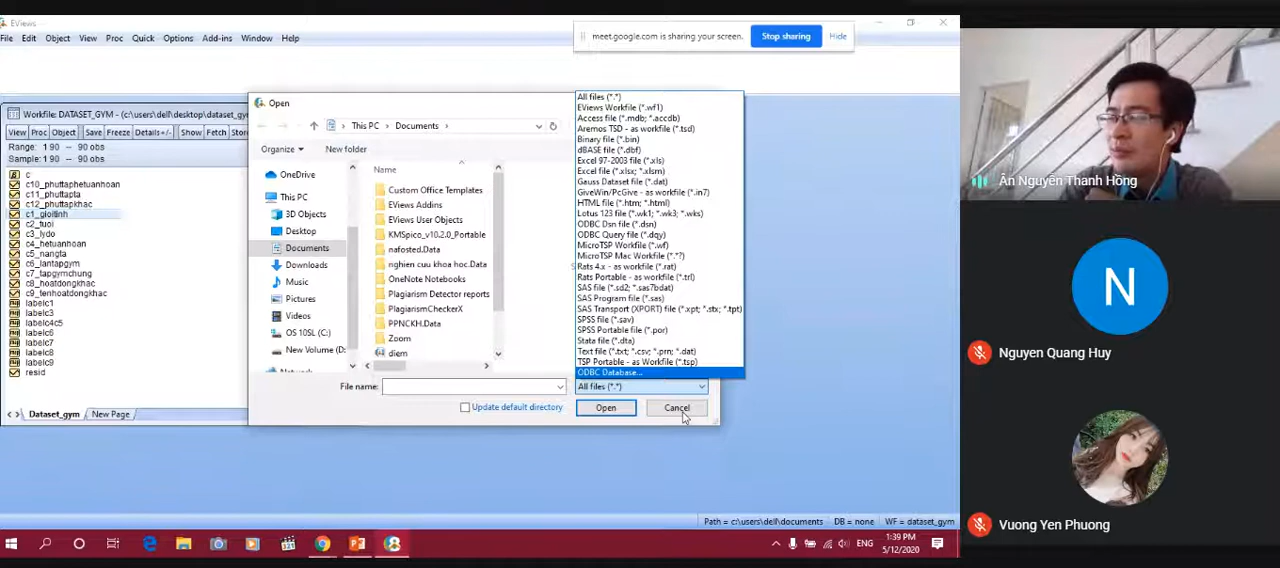 EViews
File Edit Object View Proc Quick Options Add-ins Window Help
meet.google.com is sharing your screen. Stop sharing Hide
Workfile: DATASET_GYM - (c:\users\dell\desktop\dataset_gy
View Proc Object Save Freeze Details+/- Show Fetch Store
Range: 1 90 -- 90 obs
Sample: 1 90 -- 90 obs
c
c10_phuttaphetuanhoan
c11_phuttapta
c12_phuttapkhac
c1_gioitinh
c2_tuoi
c3_lydo
c4_hetuanhoan
c5_nangta
c6_lantapgym
c7_tapgymchung
c8_hoatdongkhac
c9_tenhoatdongkhac
labelc1
labelc3
labelc4c5
labelc6
labelc7
labelc8
labelc9
resid
Dataset_gym New Page
Open
This PC Documents
Organize New folder
OneDrive
This PC
3D Objects
Desktop
Documents
Downloads
Music
Pictures
Videos
OS 10SL (C:)
New Volume (D:
Name
Custom Office Templates
EViews Addins
EViews User Objects
KMSpico_v10.2.0_Portable
nafosted.Data
nghien cuu khoa hoc.Data
OneNote Notebooks
Plagiarism Detector reports
PlagiarismCheckerX
PPNCKH.Data
Zoom
diem
All files (*.*)
EViews Workfile (*.wf1)
Access file (*.mdb; *.accdb)
Aremos TSD - as workfile (*.tsd)
Binary file (*.bin)
dBASE file (*.dbf)
Excel 97-2003 file (*.xls)
Excel file (*.xlsx; *.xlsm)
Gauss Dataset file (*.dat)
GiveWin/PcGive - as workfile (*.in7)
HTML file (*.htm; *.html)
Lotus 123 file (*.wk1; *.wk3; *.wks)
ODBC Dsn file (*.dsn)
ODBC Query file (*.dqy)
MicroTSP Workfile (*.wf)
MicroTSP Mac Workfile (*.*?)
Rats 4.x - as workfile (*.rat)
Rats Portable - as workfile (*.trl)
SAS file (*.sd2; *.sas7bdat)
SAS Program file (*.sas)
SAS Transport (XPORT) file (*.xpt; *.stx; *.tpt)
SPSS file (*.sav)
SPSS Portable file (*.por)
Stata file (*.dta)
Text file (*.txt; *.csv; *.prn; *.dat)
TSP Portable - as Workfile (*.tsp)
ODBC Database...
File name: All files (*.*)
Update default directory Open Cancel
Path = c:\users\dell\documents DB = none WF = dataset_gym
ENG 1:39 PM
5/12/2020
Ân Nguyễn Thanh Hồng
N
Nguyen Quang Huy
Vuong Yen Phuong